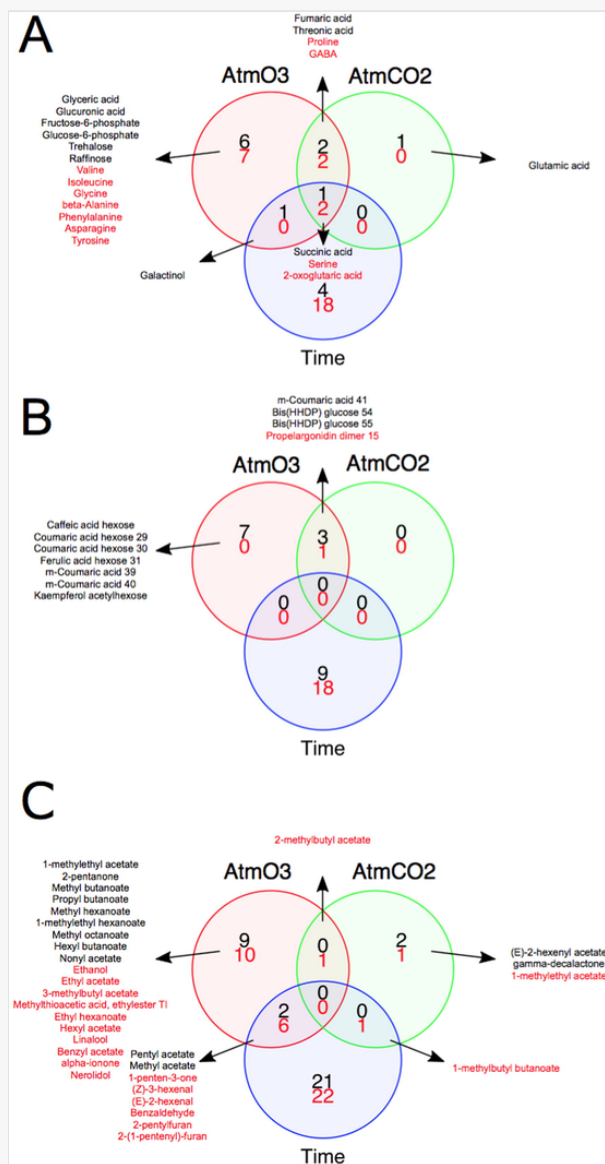 A
Fumaric acid
Threonic acid
Proline
GABA
AtmO3
AtmCO2
Glyceric acid
Glucuronic acid
Fructose-6-phosphate
Glucose-6-phosphate
Trehalose
Raffinose
Valine
Isoleucine
Glycine
beta-Alanine
Phenylalanine
Asparagine
Tyrosine
6
7
2
2
1
0
Glutamic acid
1
2
1
0
0
0
Galactinol
Succinic acid
Serine
2-oxoglutaric acid
4
18
Time
B
m-Coumaric acid 41
Bis(HHDP) glucose 54
Bis(HHDP) glucose 55
Propelargonidin dimer 15
AtmO3
AtmCO2
Caffeic acid hexose
Coumaric acid hexose 29
Coumaric acid hexose 30
Ferulic acid hexose 31
m-Coumaric acid 39
m-Coumaric acid 40
Kaempferol acetylhexose
7
0
3
1
0
0
0
0
0
0
0
0
9
18
Time
C
2-methylbutyl acetate
AtmO3
AtmCO2
1-methylethyl acetate
2-pentanone
Methyl butanoate
Propyl butanoate
Methyl hexanoate
1-methylethyl hexanoate
Methyl octanoate
Hexyl butanoate
Nonyl acetate
Ethanol
Ethyl acetate
3-methylbutyl acetate
Methylthioacetic acid, ethylester TI
Ethyl hexanoate
Hexyl acetate
Linalool
Benzyl acetate
alpha-ionone
Nerolidol
9
10
0
1
2
1
(E)-2-hexenyl acetate
gamma-decalactone
1-methylethyl acetate
0
0
2
6
0
1
Pentyl acetate
Methyl acetate
1-penten-3-one
(Z)-3-hexenal
(E)-2-hexenal
Benzaldehyde
2-pentylfuran
2-(1-pentenyl)-furan
1-methylbutyl butanoate
21
22
Time